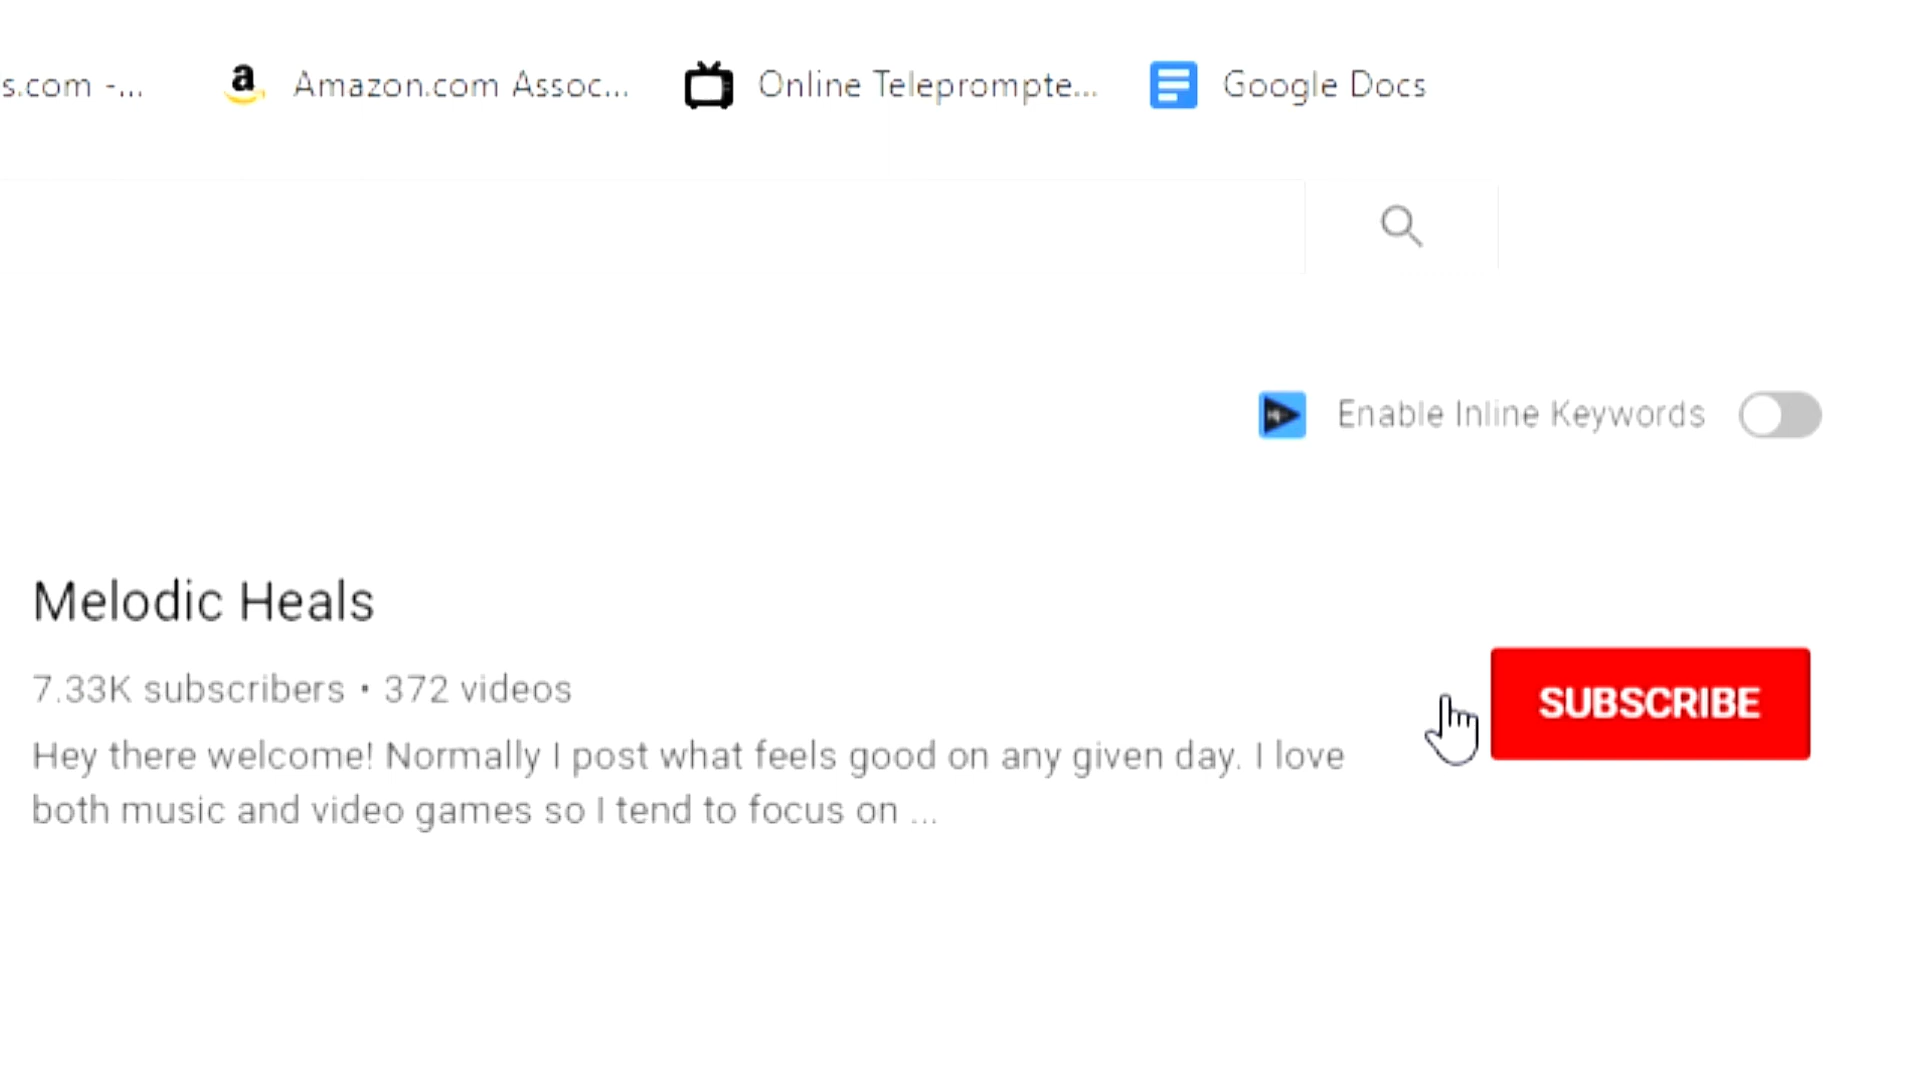 s.com -...
Amazon.com Assoc...
Online Teleprompte...
Google Docs
Enable Inline Keywords
Melodic Heals
7.33K subscribers • 372 videos
SUBSCRIBE
Hey there welcome! Normally I post what feels good on any given day. I love
both music and video games so I tend to focus on ...